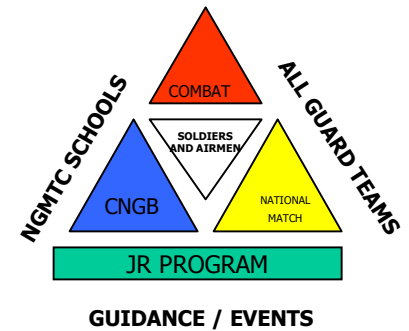 COMBAT
NGMTC SCHOOLS
ALL GUARD TEAMS
SOLDIERS
AND AIRMEN
CNGB
NATIONAL
MATCH
JR PROGRAM
GUIDANCE / EVENTS